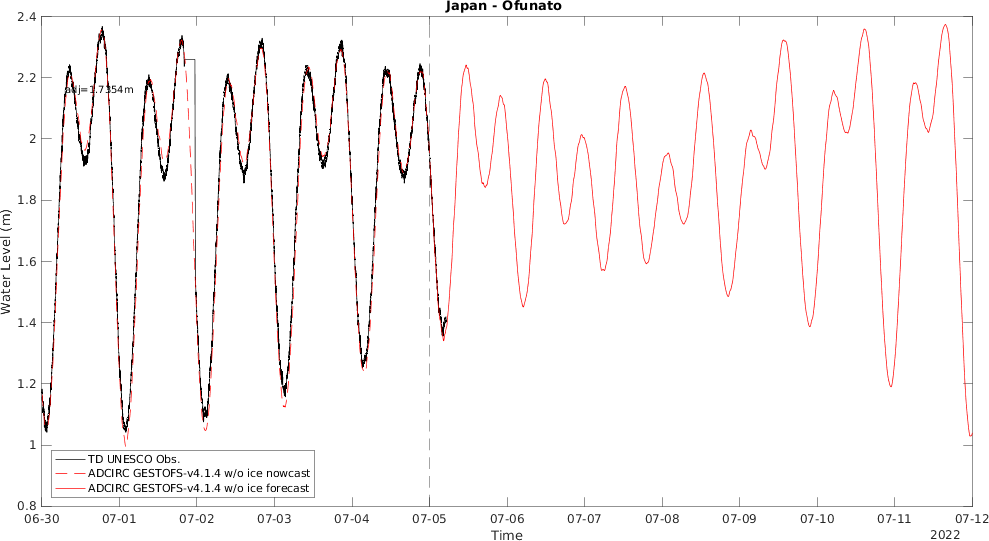 Japan - Ofunato
2.4
2.2
2
1.8
1.6
1.4
1.2
1
0.8
Water Level (m)
adj=1.7354m
TD UNESCO Obs.
ADCIRC GESTOFS-v4.1.4 w/o ice nowcast
ADCIRC GESTOFS-v4.1.4 w/o ice forecast
06-30 07-01 07-02 07-03 07-04 07-05 07-06 07-07 07-08 07-09 07-10 07-11 07-12
Time
2022